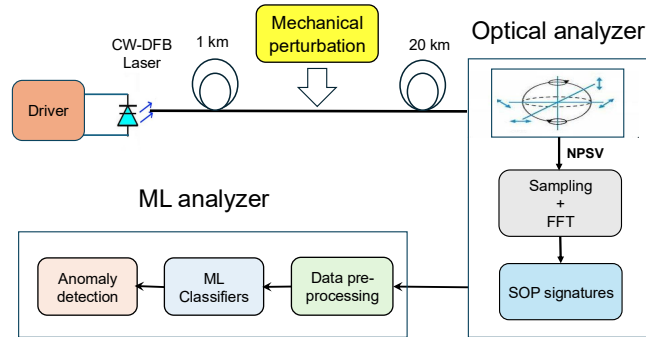 Mechanical
perturbation
Optical analyzer
CW-DFB
Laser
1 km
20 km
Driver
NPSV
Sampling
+
FFT
SOP signatures
ML analyzer
Anomaly
detection
ML
Classifiers
Data pre-
processing